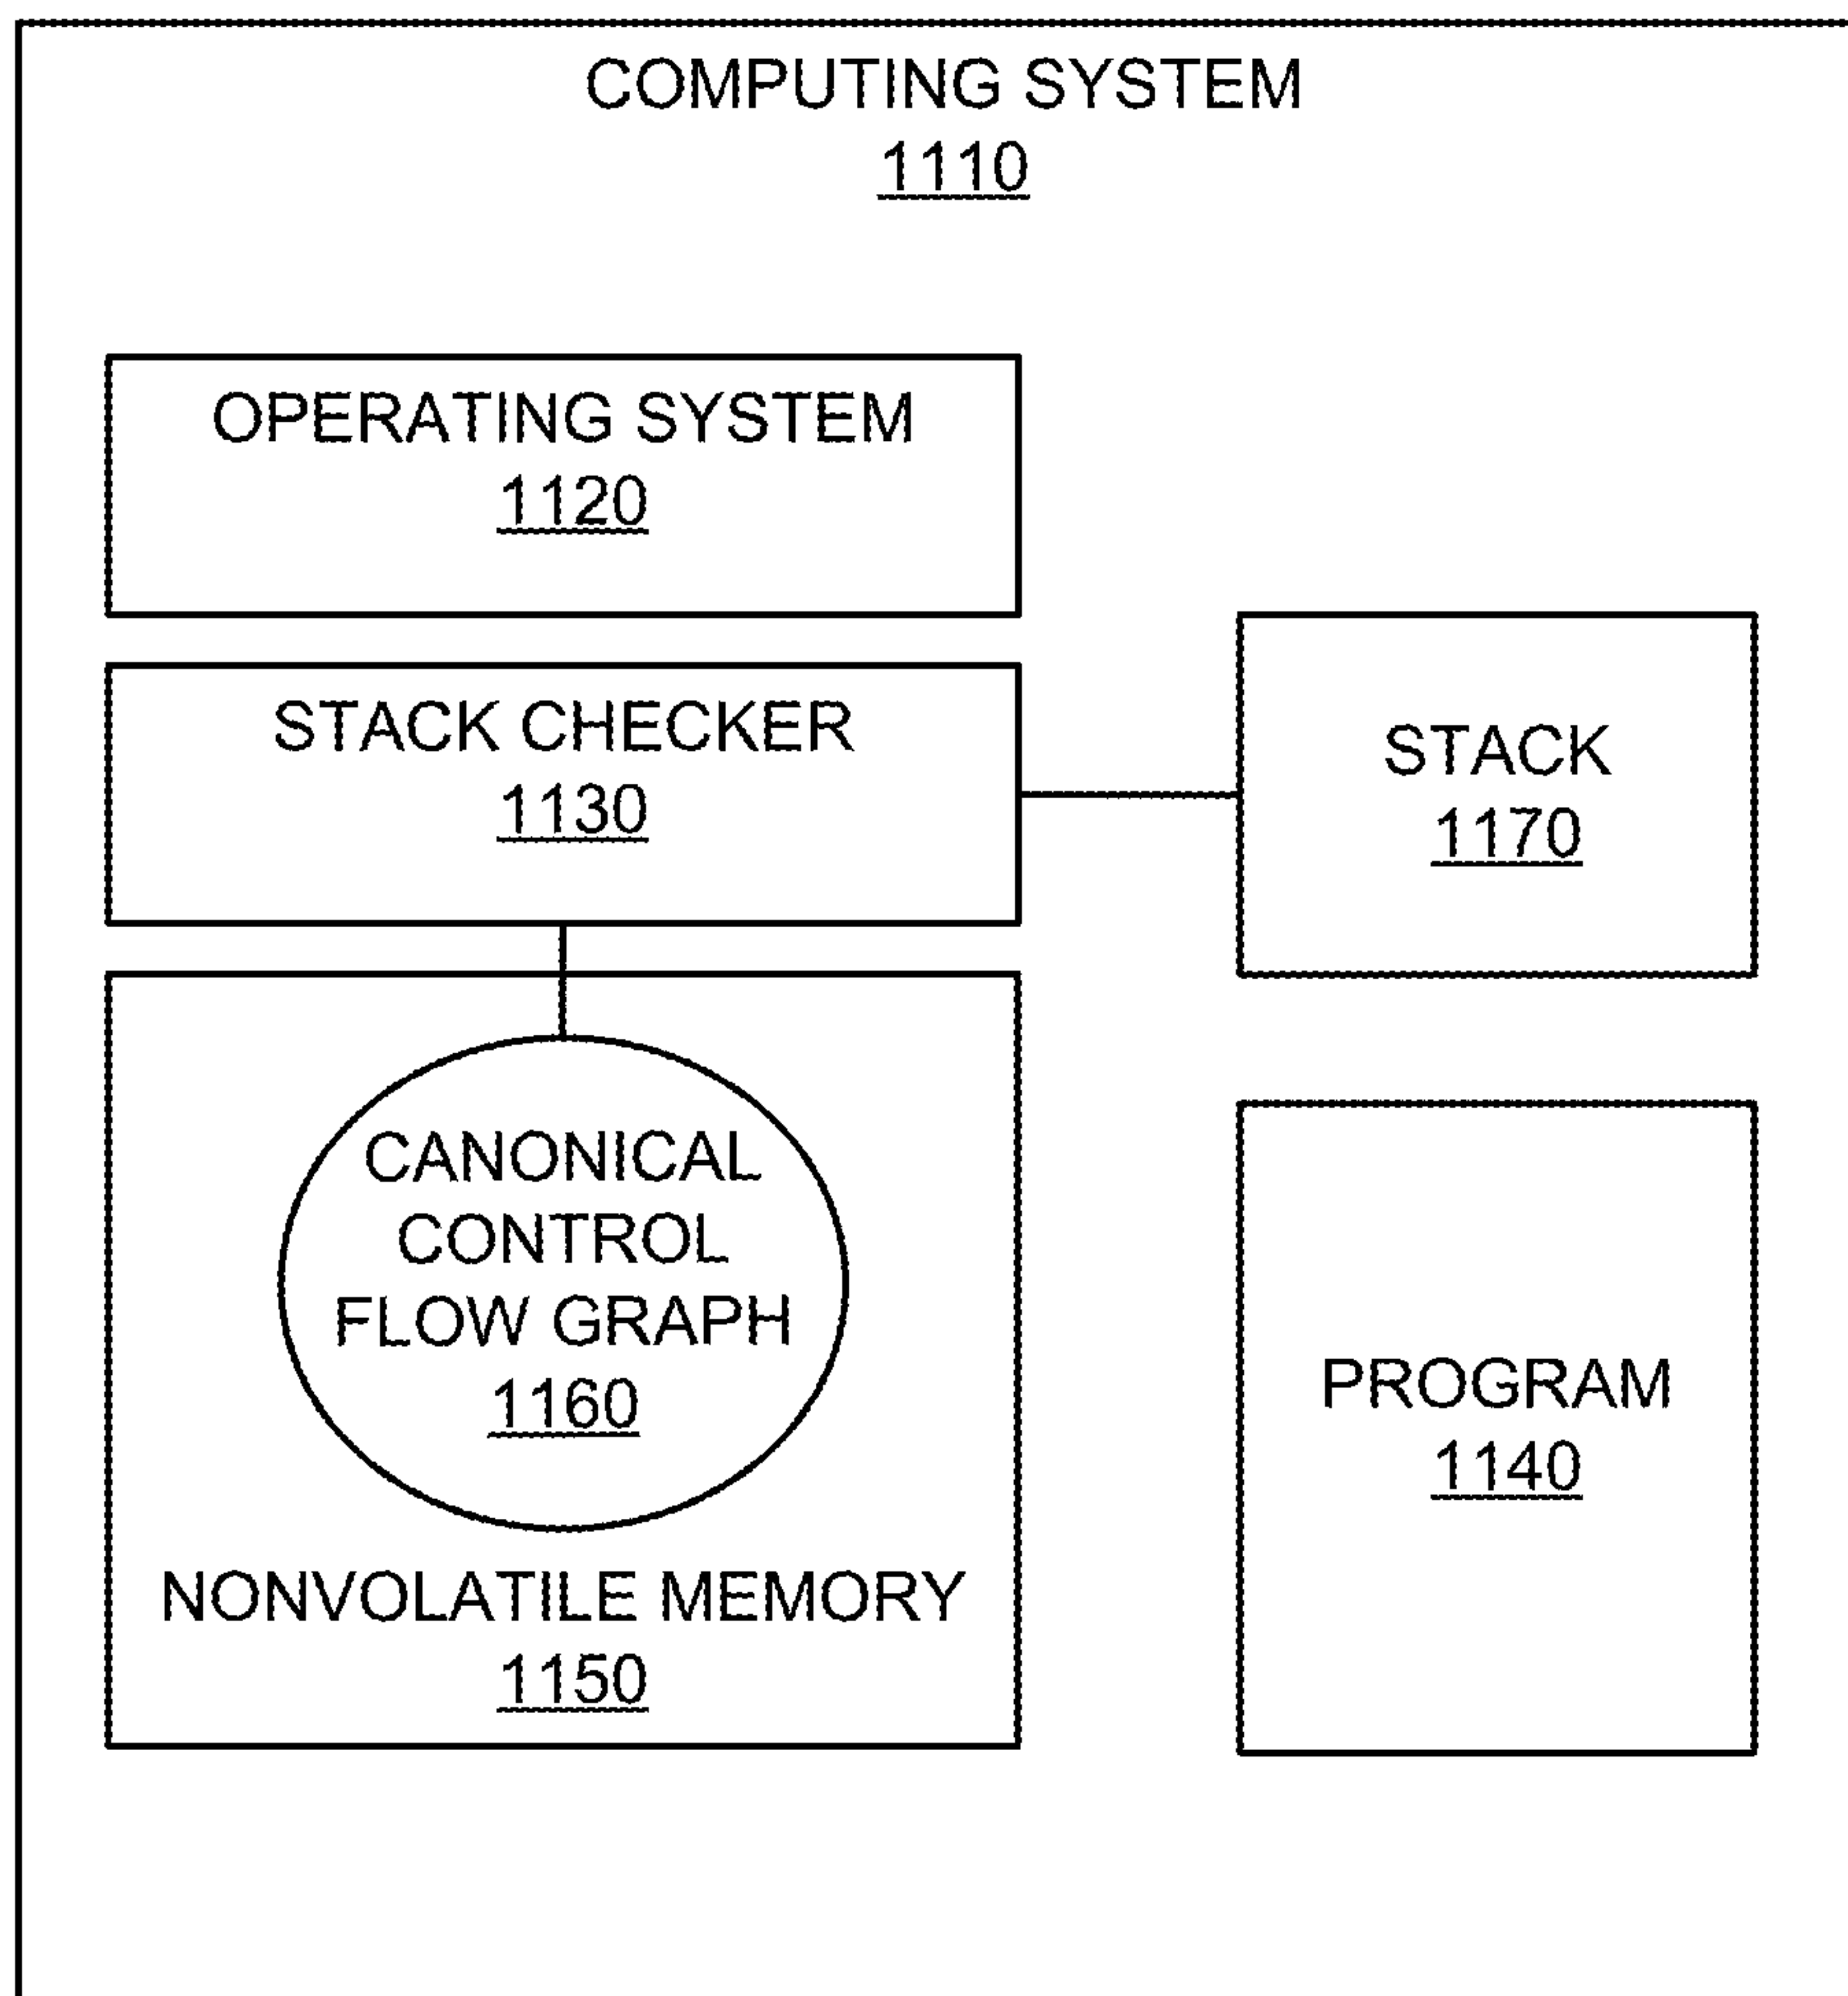 COMPUTING SYSTEM
1110
OPERATING SYSTEM
1120
STACK CHECKER
1130
STACK
1170
CANONICAL
CONTROL
FLOW GRAPH
1160
NONVOLATILE MEMORY
1150
PROGRAM
1140